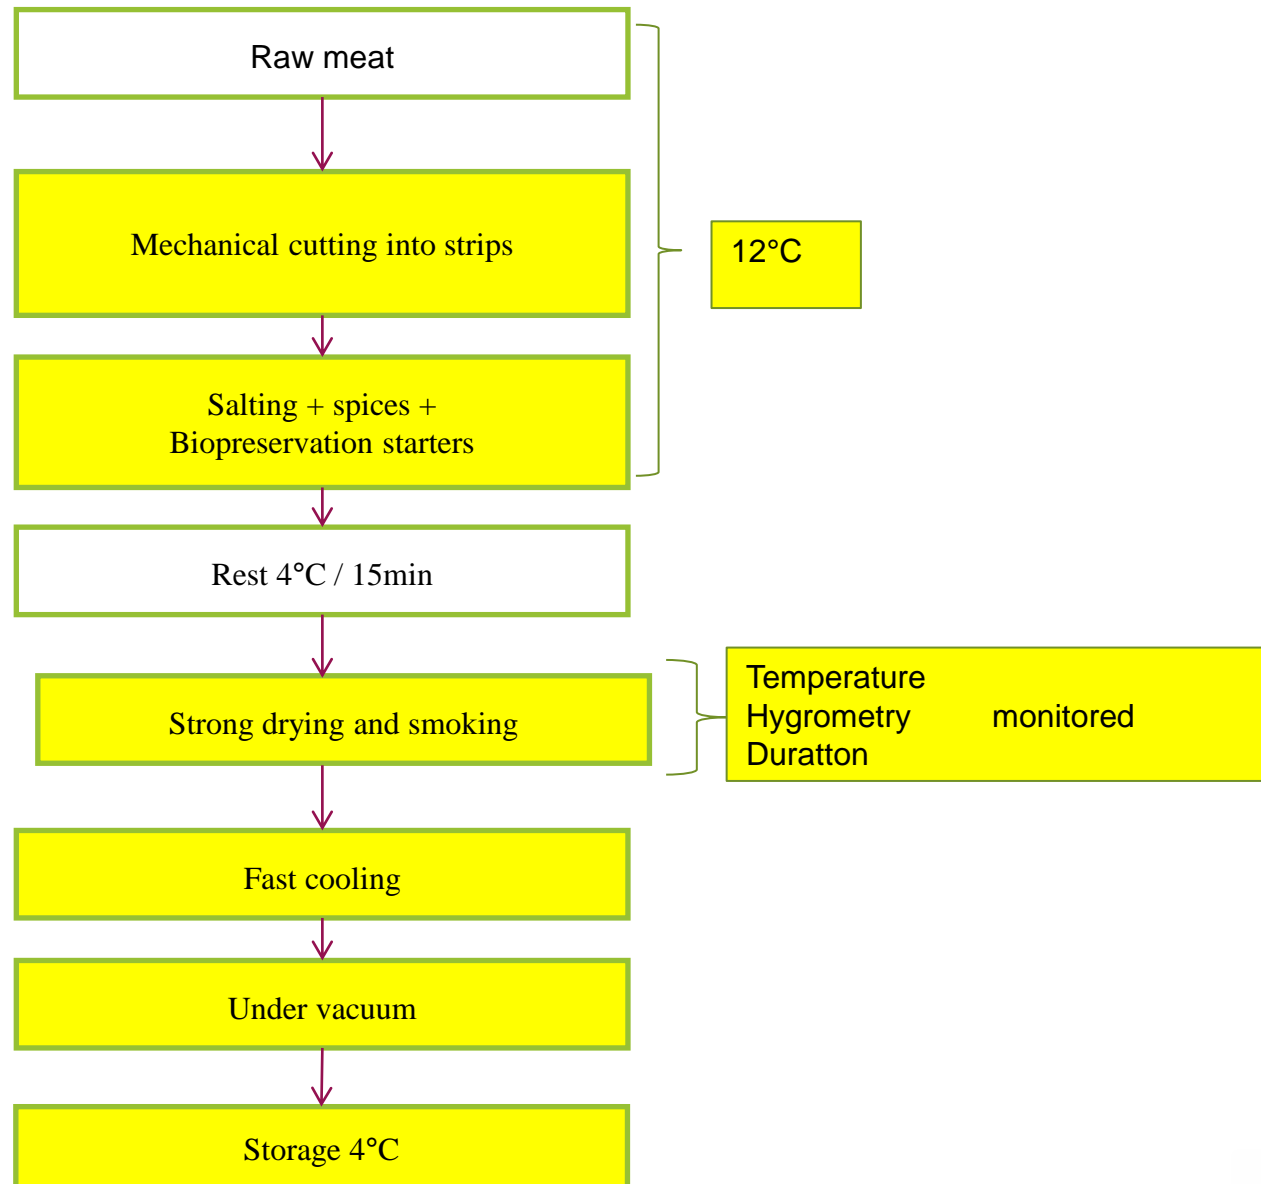 Raw meat
Mechanical cutting into strips
12°C
Salting + spices +
Biopreservation starters
Rest 4°C / 15min
Strong drying and smoking
Temperature
Hygrometry monitored
Duratton
Fast cooling
Under vacuum
Storage 4°C